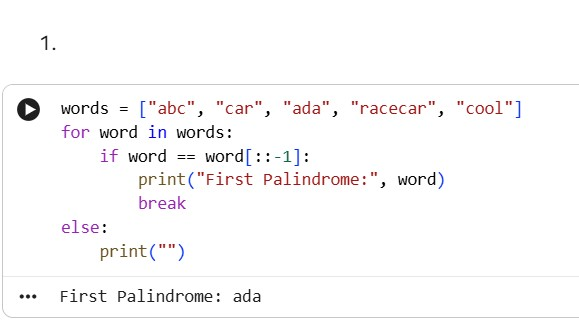 1.
words = ["abc", "car", "ada", "racecar", "cool"]
for word in words:
    if word == word[::-1]:
        print("First Palindrome:", word)
        break
else:
    print("")
First Palindrome: ada